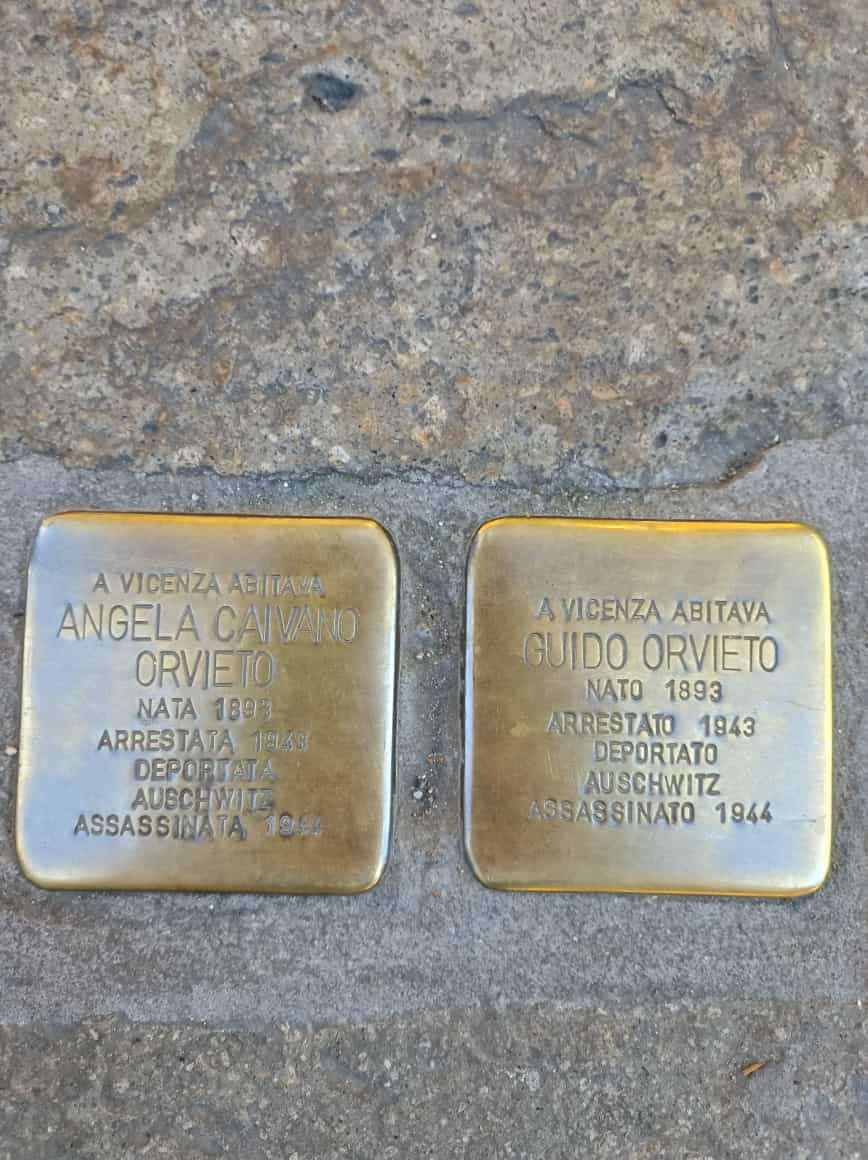 A VICENZA ABITAVA
ANGELA CAIVANO
ORVIETO
NATA 1893
ARRESTATA 1943
DEPORTATA
AUSCHWITZ
ASSASSINATA 1944
A VICENZA ABITAVA
GUIDO ORVIETO
NATO 1893
ARRESTATO 1943
DEPORTATO
AUSCHWITZ
ASSASSINATO 1944